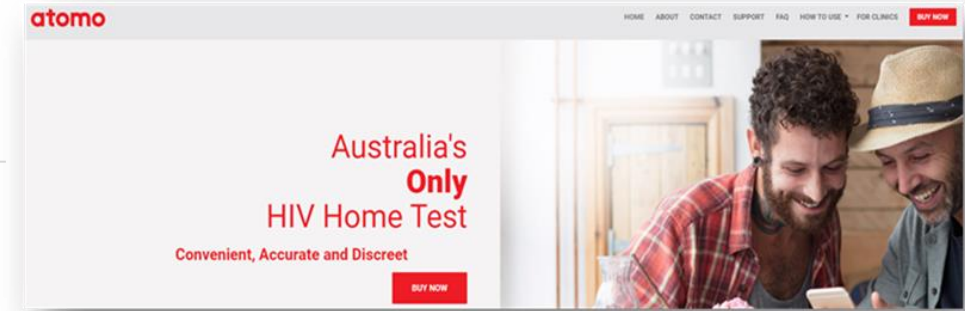 atomo
HOME ABOUT CONTACT SUPPORT FAQ HOW TO USE FOR CLINICS BUY NOW
Australia's
Only
HIV Home Test
Convenient, Accurate and Discreet
BUY NOW